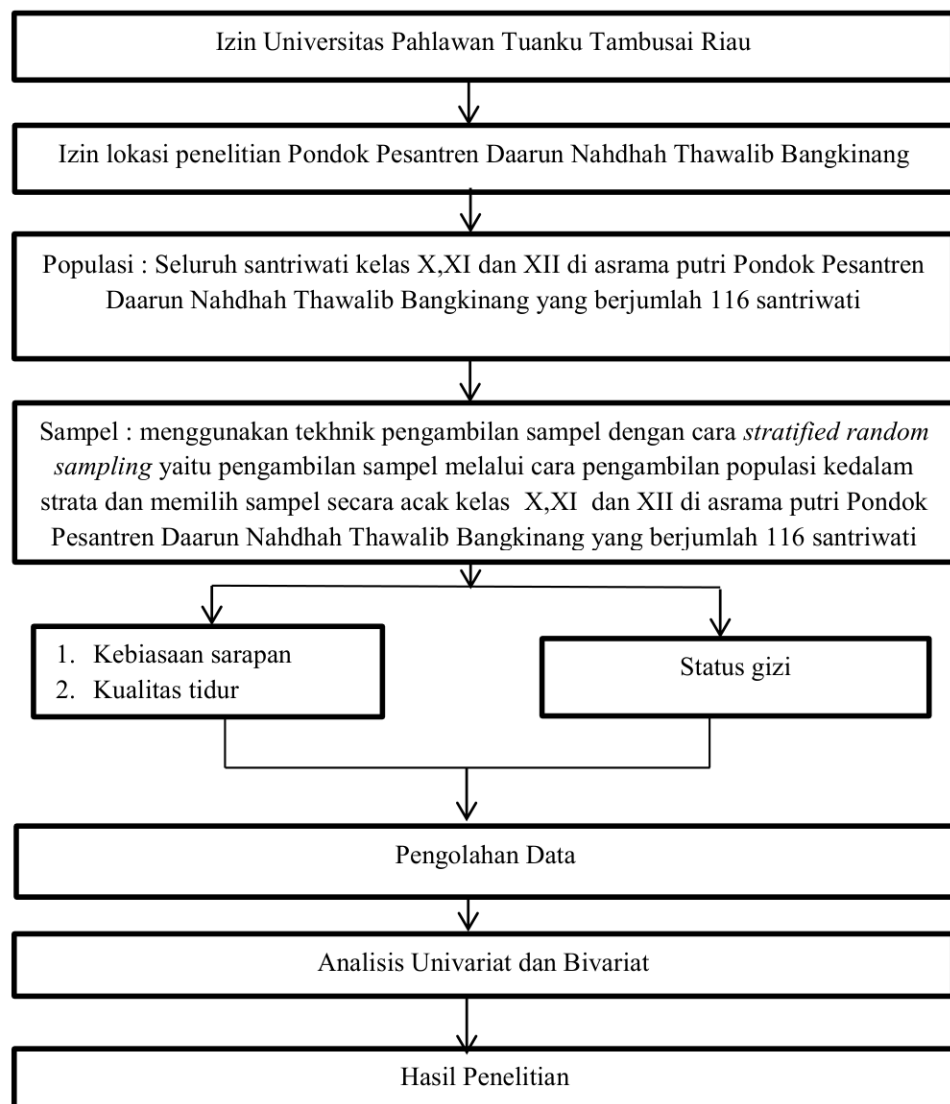 Izin Universitas Pahlawan Tuanku Tambusai Riau
Izin lokasi penelitian Pondok Pesantren Daarun Nahdhah Thawalib Bangkinang
Populasi : Seluruh santriwati kelas X,XI dan XII di asrama putri Pondok Pesantren
Daarun Nahdhah Thawalib Bangkinang yang berjumlah 116 santriwati
Sampel : menggunakan tekhnik pengambilan sampel dengan cara stratified random
sampling yaitu pengambilan sampel melalui cara pengambilan populasi kedalam
strata dan memilih sampel secara acak kelas X,XI dan XII di asrama putri Pondok
Pesantren Daarun Nahdhah Thawalib Bangkinang yang berjumlah 116 santriwati
1. Kebiasaan sarapan
2. Kualitas tidur
Status gizi
Pengolahan Data
Analisis Univariat dan Bivariat
Hasil Penelitian